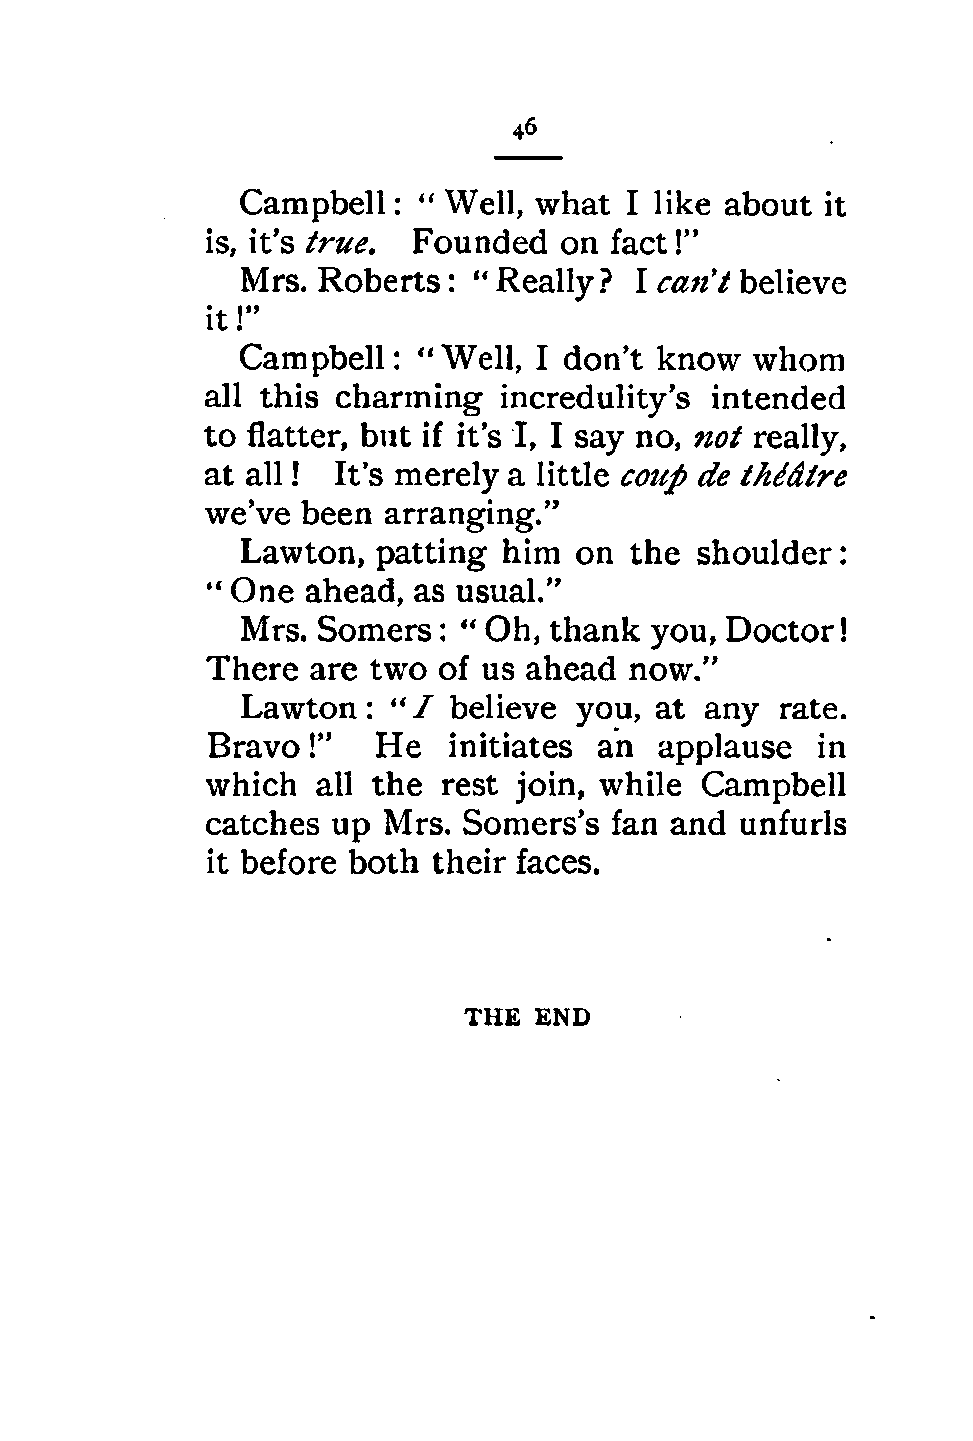 46
Campbell: "Well, what I like about it
is, it's true. Founded on fact!"
Mrs. Roberts: "Really? I can't believe
it!"
Campbell: "Well, I don't know whom
all this charming incredulity's intended
to flatter, but if it's I, I say no, not really,
at all! It's merely a little coup de théâtre
we've been arranging."
Lawton, patting him on the shoulder:
"One ahead, as usual."
Mrs. Somers: "Oh, thank you, Doctor!
There are two of us ahead now."
Lawton: "I believe you, at any rate.
Bravo!" He initiates an applause in
which all the rest join, while Campbell
catches up Mrs. Somers's fan and unfurls
it before both their faces.
THE END